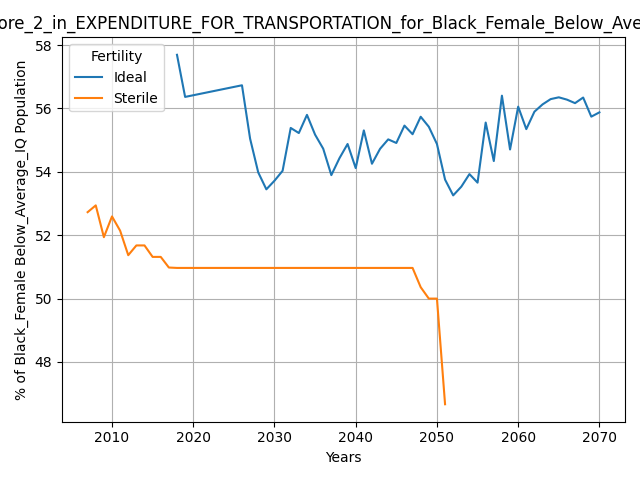 ore_2_in_EXPENDITURE_FOR_TRANSPORTATION_for_Black_Female_Below_Ave
Fertility
Ideal
Sterile
% of Black_Female Below_Average_IQ Population
58
56
54
52
50
48
2010 2020 2030 2040 2050 2060 2070
Years